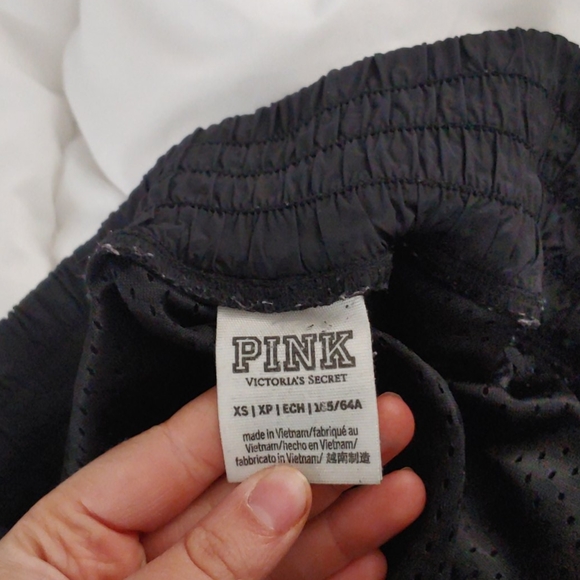 PINK
VICTORIA'S SECRET
XS | XP | ECH | 165/64A
made in Vietnam/fabriqué au
Vietnam/hecho en Vietnam/
fabbricato in Vietnam/ 越南制造